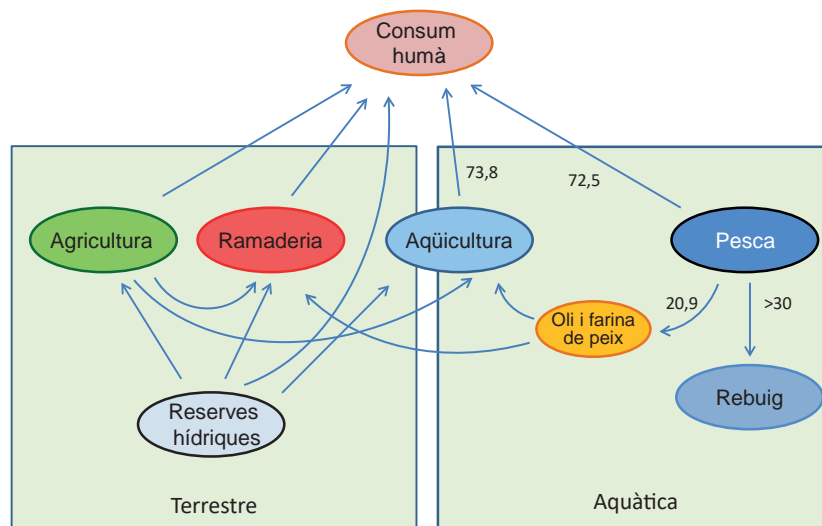 Consum
humà
73,8
72,5
Agricultura
Ramaderia
Aqüicultura
Pesca
20,9
>30
Oli i farina
de peix
Rebuig
Reserves
hídriques
Terrestre
Aquàtica